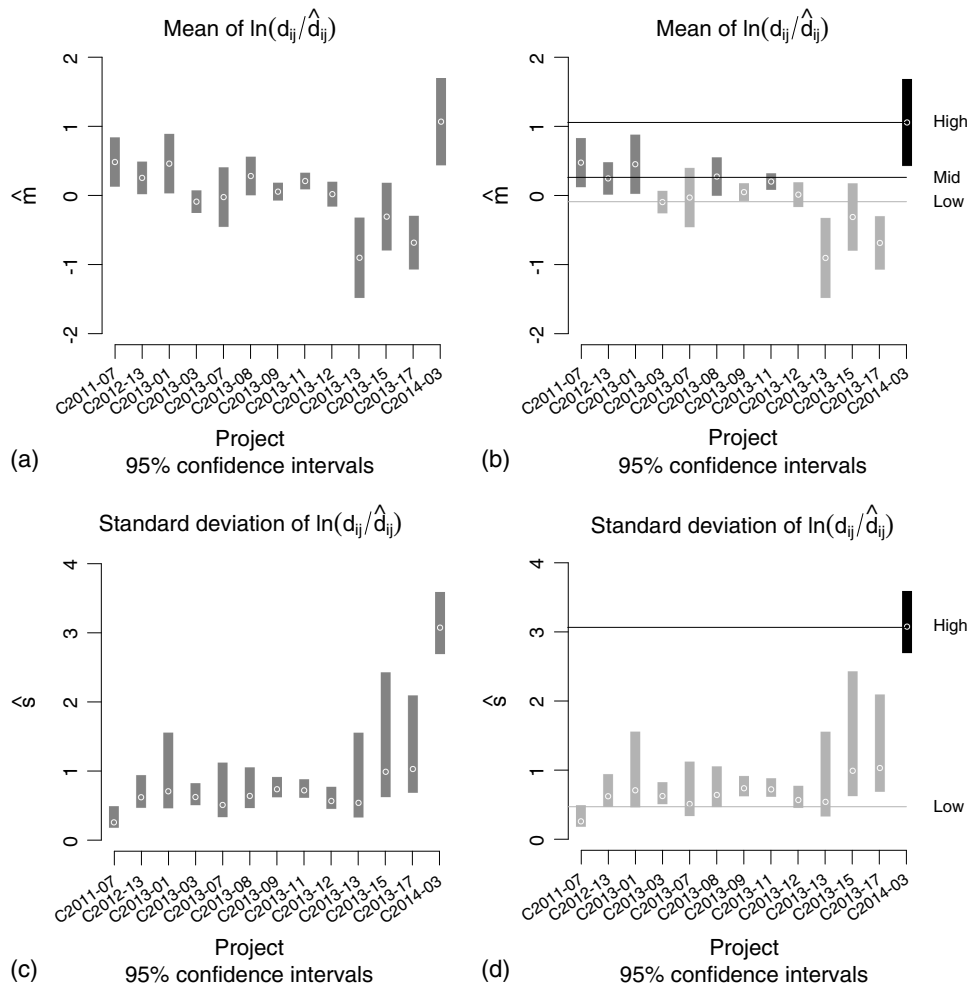 Mean of ln(d_ij/d̂_ij)
m̂
2
1
0
-1
-2
C2011-07
C2012-13
C2013-01
C2013-03
C2013-07
C2013-08
C2013-09
C2013-11
C2013-12
C2013-13
C2013-15
C2013-17
C2014-03
Project
(a) 95% confidence intervals
Mean of ln(d_ij/d̂_ij)
m̂
2
1
0
-1
-2
High
Mid
Low
C2011-07
C2012-13
C2013-01
C2013-03
C2013-07
C2013-08
C2013-09
C2013-11
C2013-12
C2013-13
C2013-15
C2013-17
C2014-03
Project
(b) 95% confidence intervals
Standard deviation of ln(d_ij/d̂_ij)
ŝ
4
3
2
1
0
C2011-07
C2012-13
C2013-01
C2013-03
C2013-07
C2013-08
C2013-09
C2013-11
C2013-12
C2013-13
C2013-15
C2013-17
C2014-03
Project
(c) 95% confidence intervals
Standard deviation of ln(d_ij/d̂_ij)
ŝ
4
3
2
1
0
High
Low
C2011-07
C2012-13
C2013-01
C2013-03
C2013-07
C2013-08
C2013-09
C2013-11
C2013-12
C2013-13
C2013-15
C2013-17
C2014-03
Project
(d) 95% confidence intervals